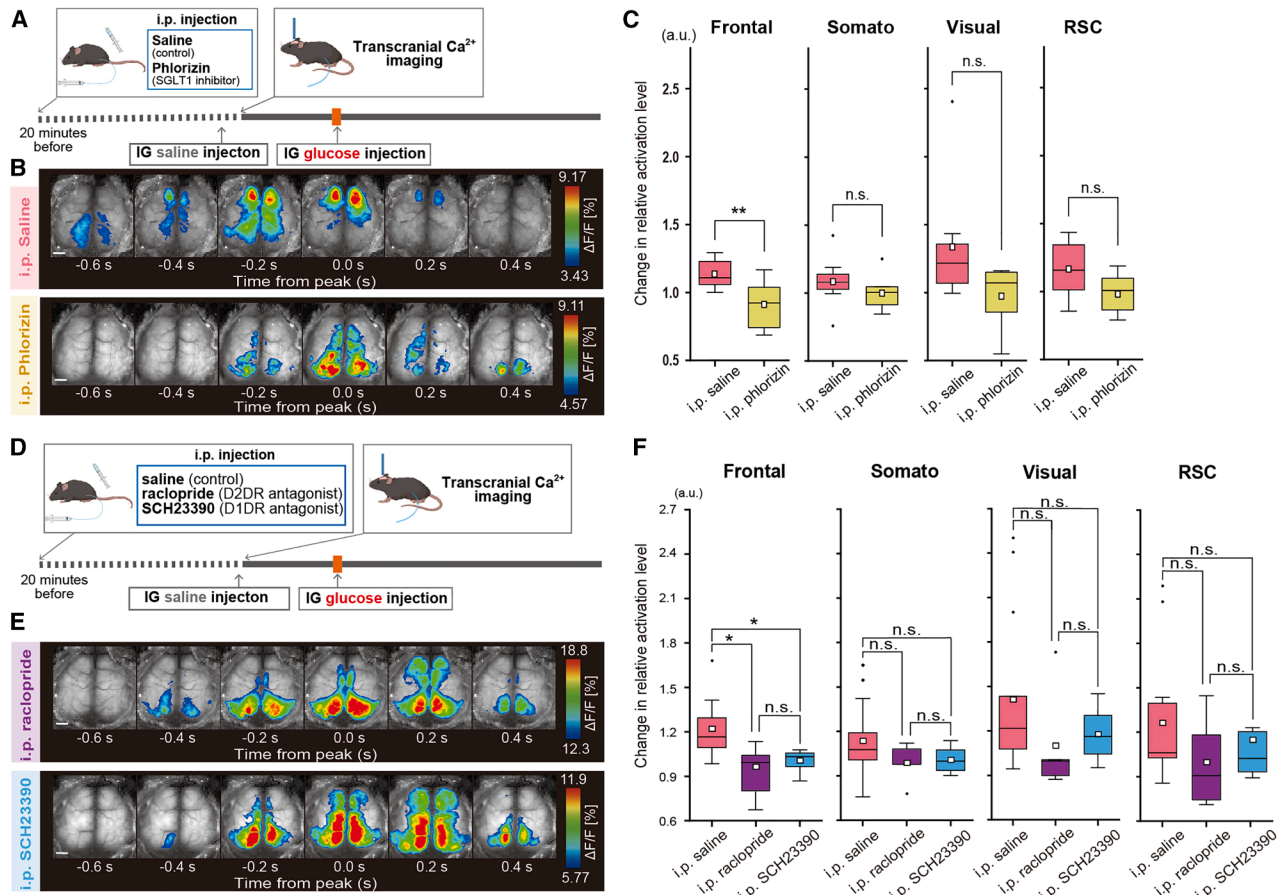 A
i.p. injection
Saline
(control)
Phlorizin
(SGLT1 inhibitor)
Transcranial Ca²⁺
imaging
20 minutes
before
IG saline injecton
IG glucose injection
B
i.p. Saline
-0.6 s
-0.4 s
-0.2 s
0.0 s
0.2 s
0.4 s
Time from peak (s)
9.17
ΔF/F [%]
3.43
i.p. Phlorizin
-0.6 s
-0.4 s
-0.2 s
0.0 s
0.2 s
0.4 s
Time from peak (s)
9.11
ΔF/F [%]
4.57
C
Frontal
Somato
Visual
RSC
(a.u.)
Change in relative activation level
2.5
2.0
1.5
1.0
0.5
**
n.s.
n.s.
n.s.
i.p. saline
i.p. phlorizin
i.p. saline
i.p. phlorizin
i.p. saline
i.p. phlorizin
i.p. saline
i.p. phlorizin
D
i.p. injection
saline (control)
raclopride (D2DR antagonist)
SCH23390 (D1DR antagonist)
Transcranial Ca²⁺
imaging
20 minutes
before
IG saline injecton
IG glucose injection
E
i.p. raclopride
-0.6 s
-0.4 s
-0.2 s
0.0 s
0.2 s
0.4 s
Time from peak (s)
18.8
ΔF/F [%]
12.3
i.p. SCH23390
-0.6 s
-0.4 s
-0.2 s
0.0 s
0.2 s
0.4 s
Time from peak (s)
11.9
ΔF/F [%]
5.77
F
Frontal
Somato
Visual
RSC
(a.u.)
Change in relative activation level
2.7
2.4
2.1
1.8
1.5
1.2
0.9
0.6
*
*
n.s.
n.s.
n.s.
n.s.
n.s.
n.s.
n.s.
n.s.
n.s.
n.s.
i.p. saline
i.p. raclopride
i.p. SCH23390
i.p. saline
i.p. raclopride
i.p. SCH23390
i.p. saline
i.p. raclopride
i.p. SCH23390
i.p. saline
i.p. raclopride
i.p. SCH23390